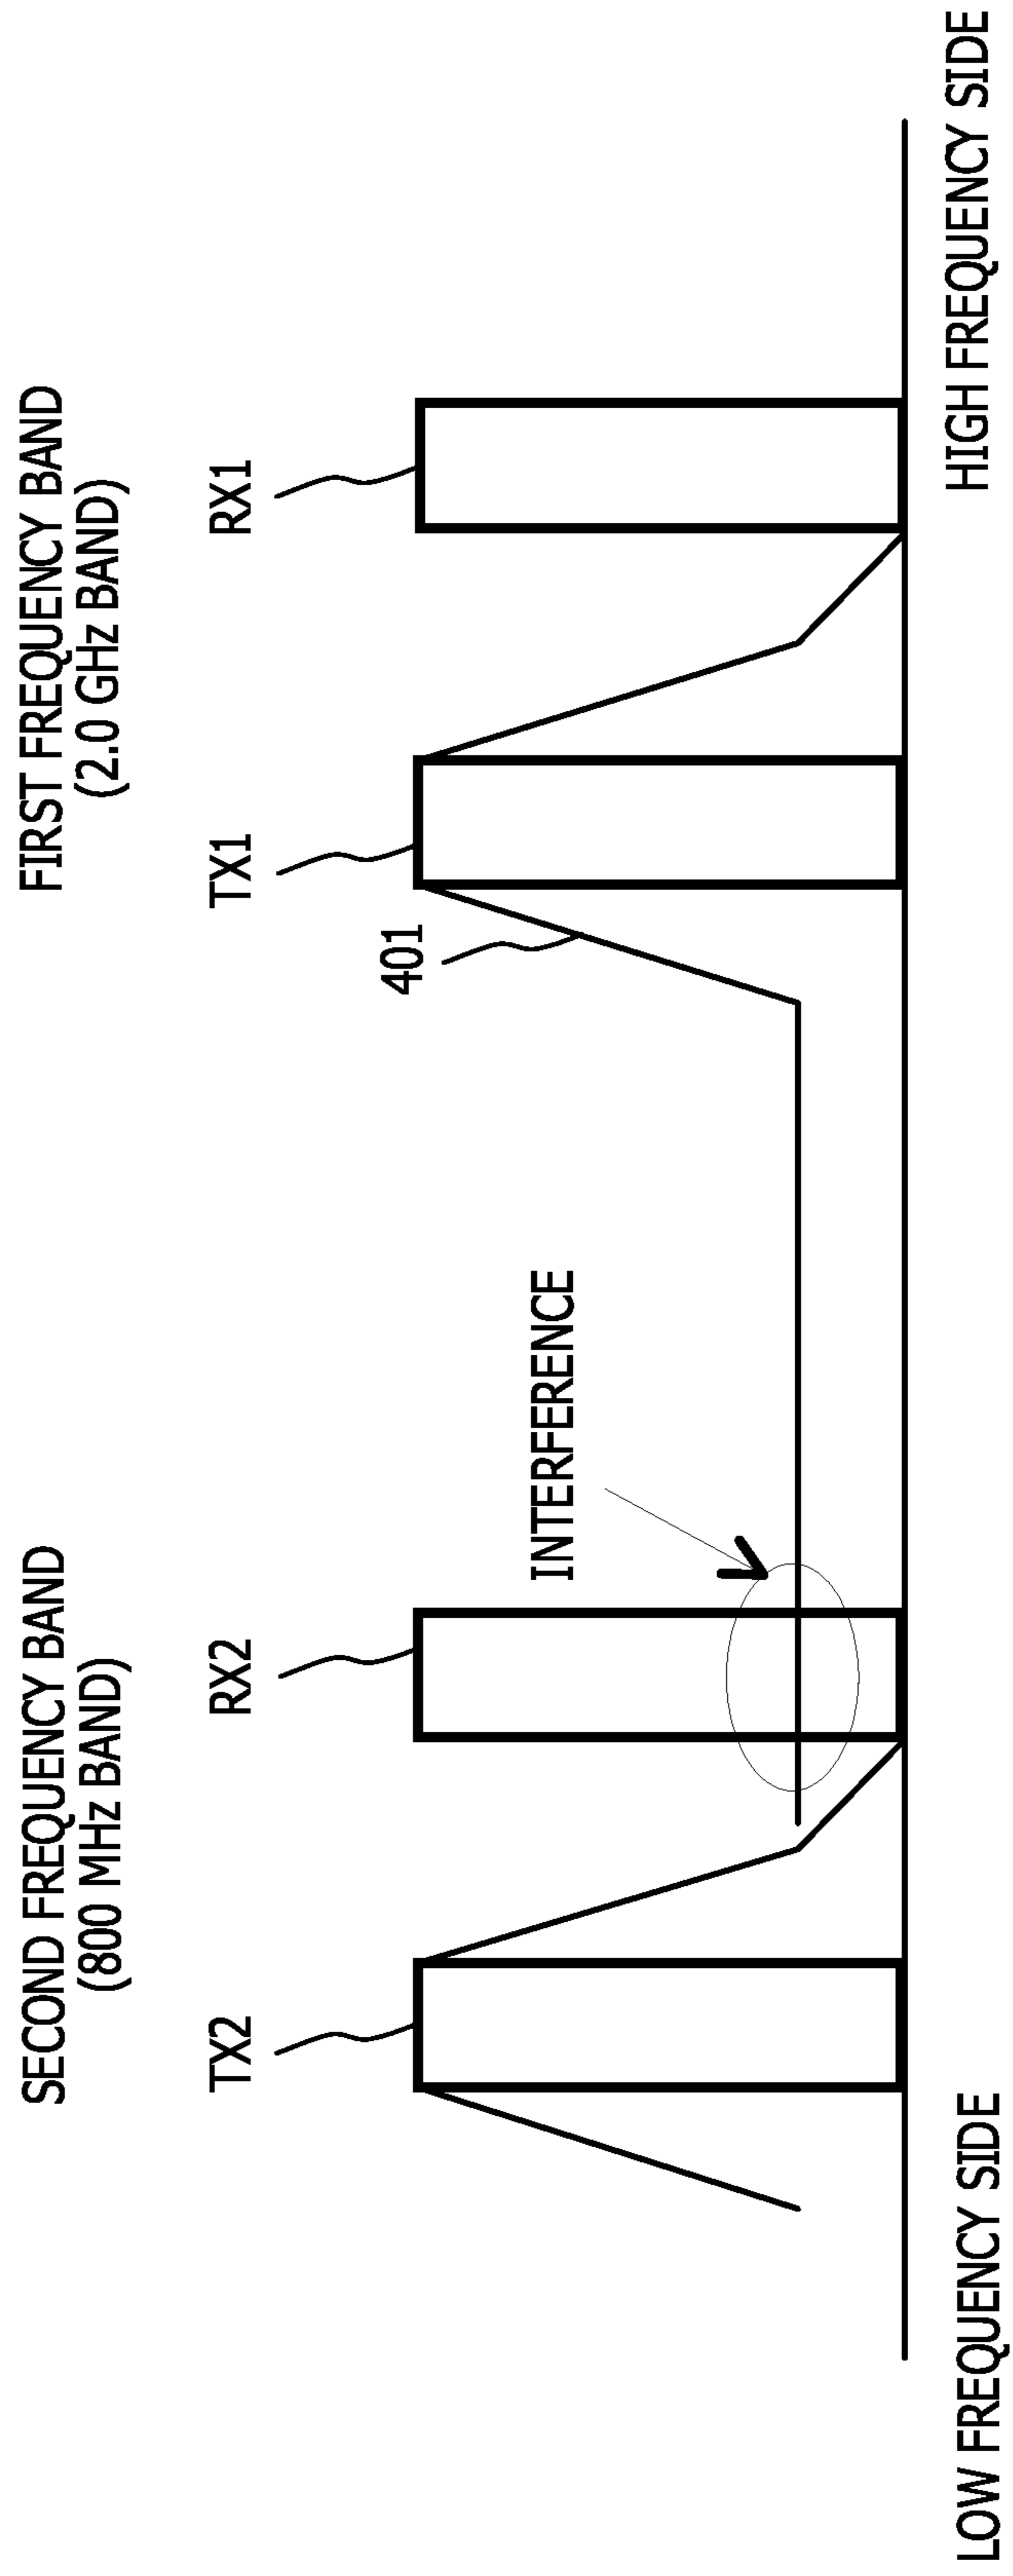 SECOND FREQUENCY BAND
(800 MHz BAND)
FIRST FREQUENCY BAND
(2.0 GHz BAND)
TX2
RX2
TX1
RX1
401
INTERFERENCE
LOW FREQUENCY SIDE
HIGH FREQUENCY SIDE